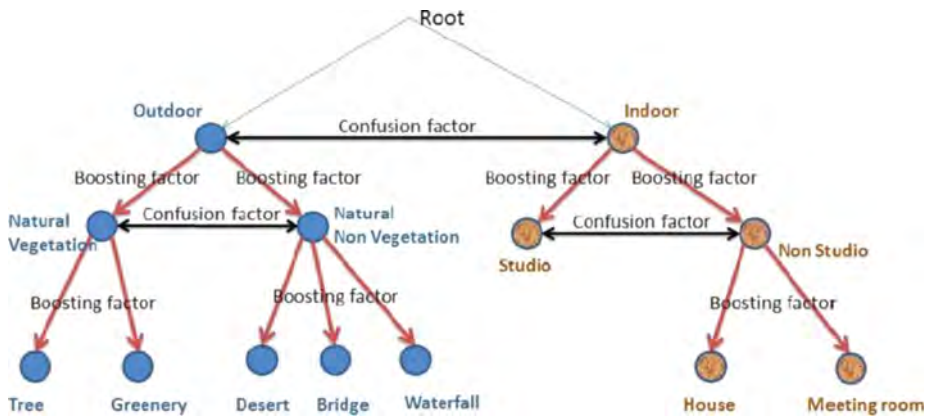 Root
Outdoor
Indoor
Confusion factor
Boosting factor
Boosting factor
Boosting factor
Boosting factor
Natural
Vegetation
Confusion factor
Natural
Non Vegetation
Confusion factor
Studio
Non Studio
Boosting factor
Boosting factor
Boosting factor
Tree
Greenery
Desert
Bridge
Waterfall
House
Meeting room